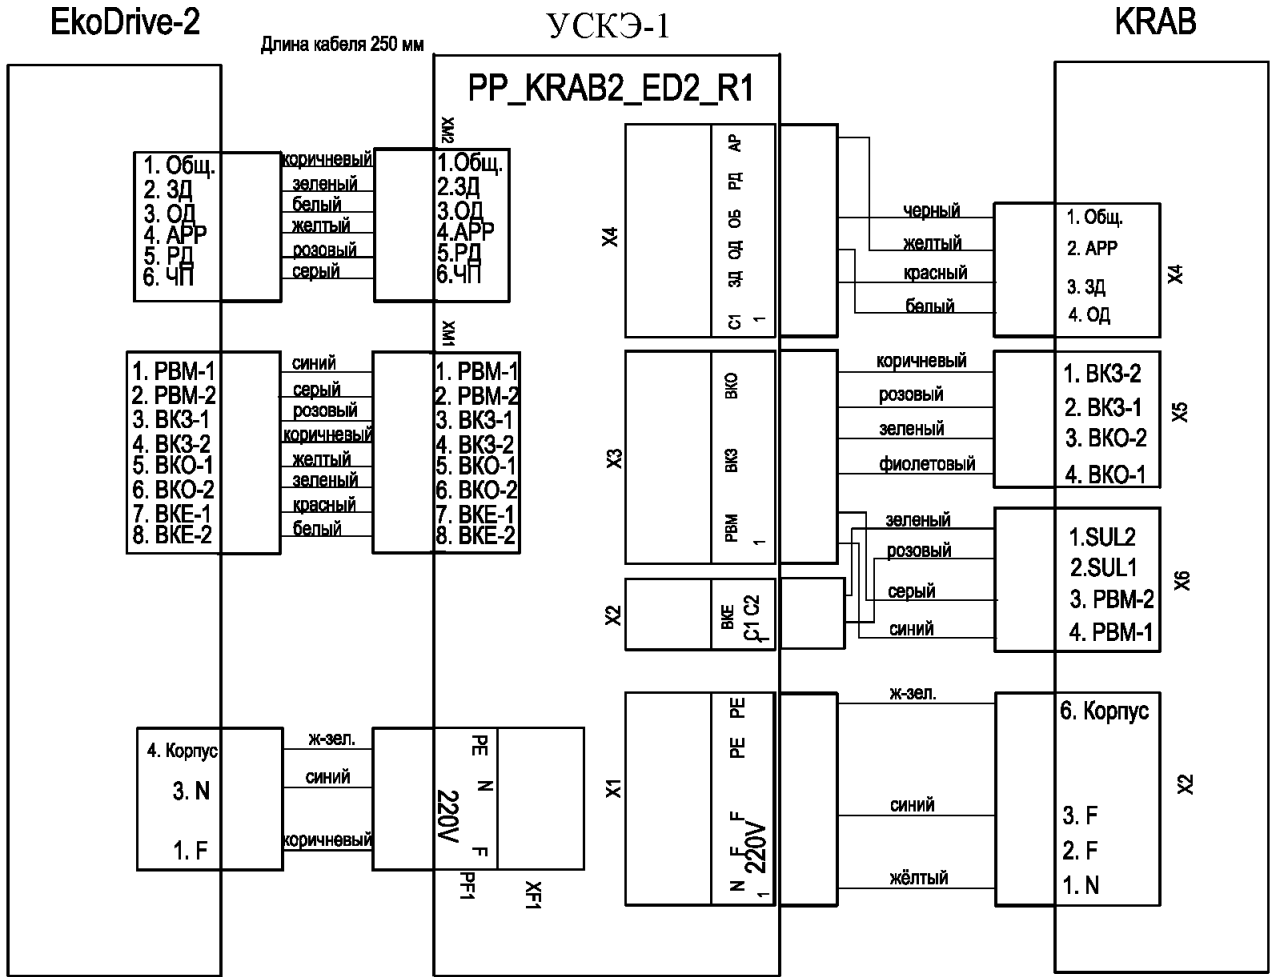 EkoDrive-2
УСКЭ-1
KRAB
Длина кабеля 250 мм
PP_KRAB2_ED2_R1
1. Общ.
2. ЗД
3. ОД
4. АРР
5. РД
6. ЧП
коричневый
зеленый
белый
желтый
розовый
серый
XM2
1.Общ.
2.ЗД
3.ОД
4.АРР
5.РД
6.ЧП
1. РВМ-1
2. РВМ-2
3. ВКЗ-1
4. ВКЗ-2
5. ВКО-1
6. ВКО-2
7. ВКЕ-1
8. ВКЕ-2
синий
серый
розовый
коричневый
желтый
зеленый
красный
белый
XM1
1. РВМ-1
2. РВМ-2
3. ВКЗ-1
4. ВКЗ-2
5. ВКО-1
6. ВКО-2
7. ВКЕ-1
8. ВКЕ-2
4. Корпус
3. N
1. F
ж-зел.
синий
коричневый
PE
N
F
220V
PF1
XF1
X4
АР
РД
ОБ
ОД
ЗД
С1
1
черный
желтый
красный
белый
1. Общ.
2. АРР
3. ЗД
4. ОД
X4
X3
ВКО
ВКЗ
РВМ
1
коричневый
розовый
зеленый
фиолетовый
1. ВКЗ-2
2. ВКЗ-1
3. ВКО-2
4. ВКО-1
X5
X2
ВКЕ
С1 С2
1
зеленый
розовый
серый
синий
1.SUL2
2.SUL1
3. РВМ-2
4. РВМ-1
X6
X1
PE
PE
F
F
N
220V
1
ж-зел.
синий
жёлтый
6. Корпус
3. F
2. F
1. N
X2